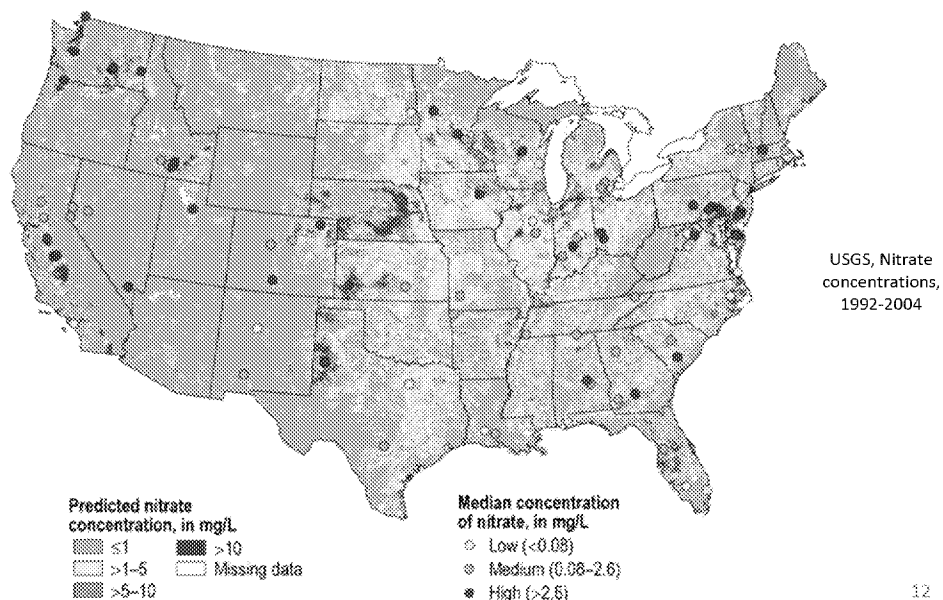 USGS, Nitrate
concentrations,
1992-2004
Predicted nitrate
concentration, in mg/L
≤1
>10
>1–5
Missing data
>5–10
Median concentration
of nitrate, in mg/L
Low (<0.08)
Medium (0.08–2.6)
High (>2.6)
12